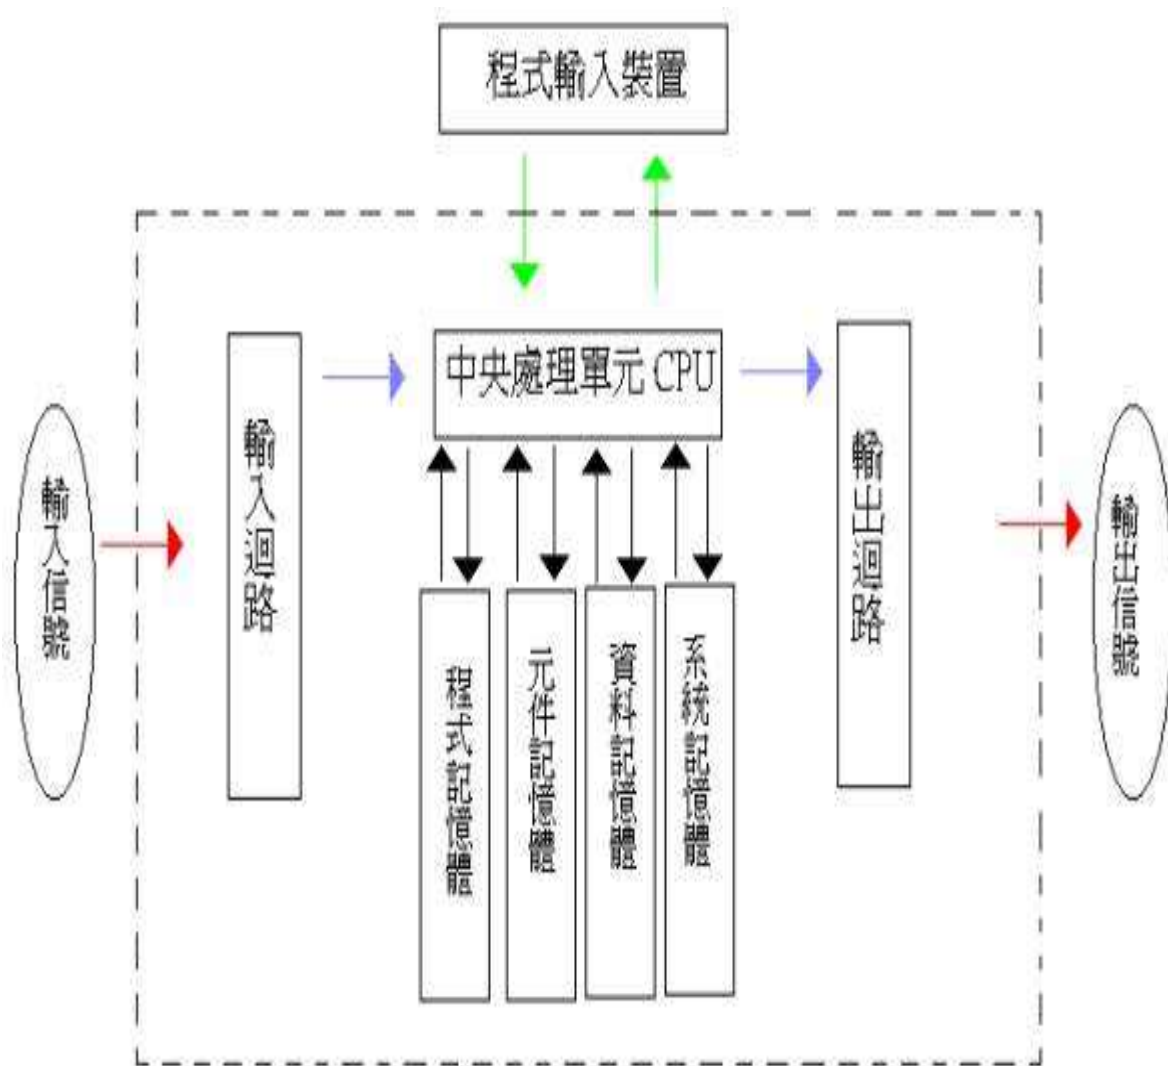 程式輸入裝置
中央處理單元 CPU
輸入信號
輸入迴路
程式記憶體
元件記憶體
資料記憶體
系統記憶體
輸出迴路
輸出信號